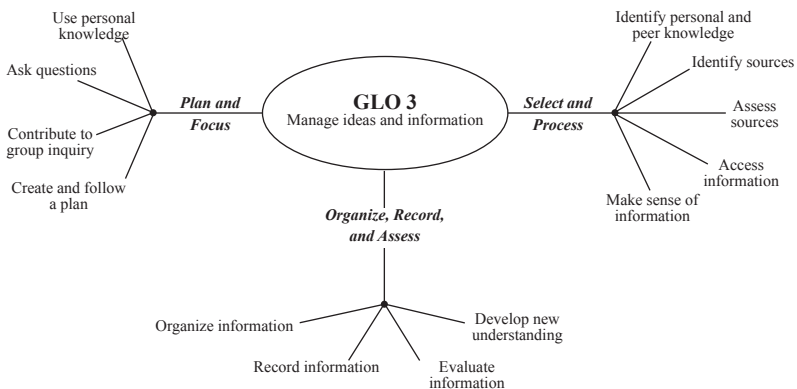 Use personal
knowledge
Ask questions
Contribute to
group inquiry
Create and follow
a plan
Plan and
Focus
GLO 3
Manage ideas and information
Select and
Process
Identify personal and
peer knowledge
Identify sources
Assess
sources
Access
information
Make sense of
information
Organize, Record,
and Assess
Organize information
Record information
Evaluate
information
Develop new
understanding